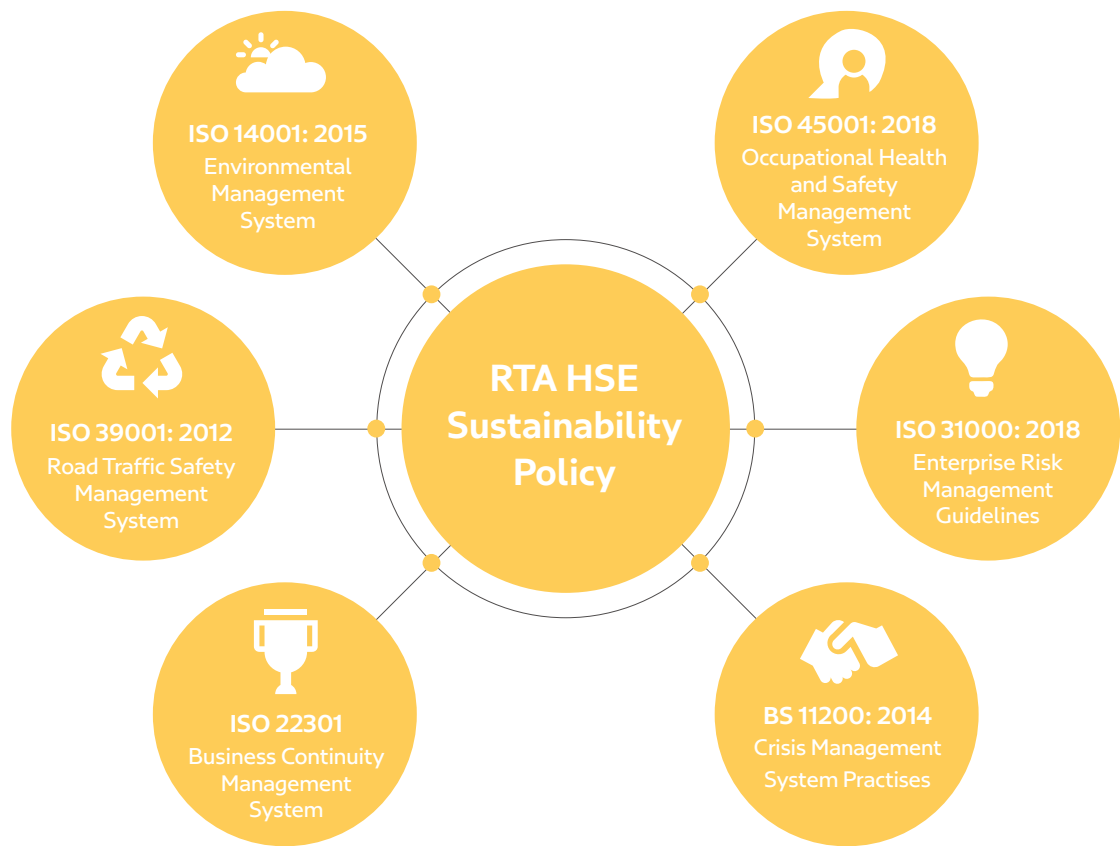 ISO 14001: 2015
Environmental
Management
System
ISO 45001: 2018
Occupational Health
and Safety
Management
System
RTA HSE
Sustainability
Policy
ISO 39001: 2012
Road Traffic Safety
Management
System
ISO 31000: 2018
Enterprise Risk
Management
Guidelines
ISO 22301
Business Continuity
Management
System
BS 11200: 2014
Crisis Management
System Practises